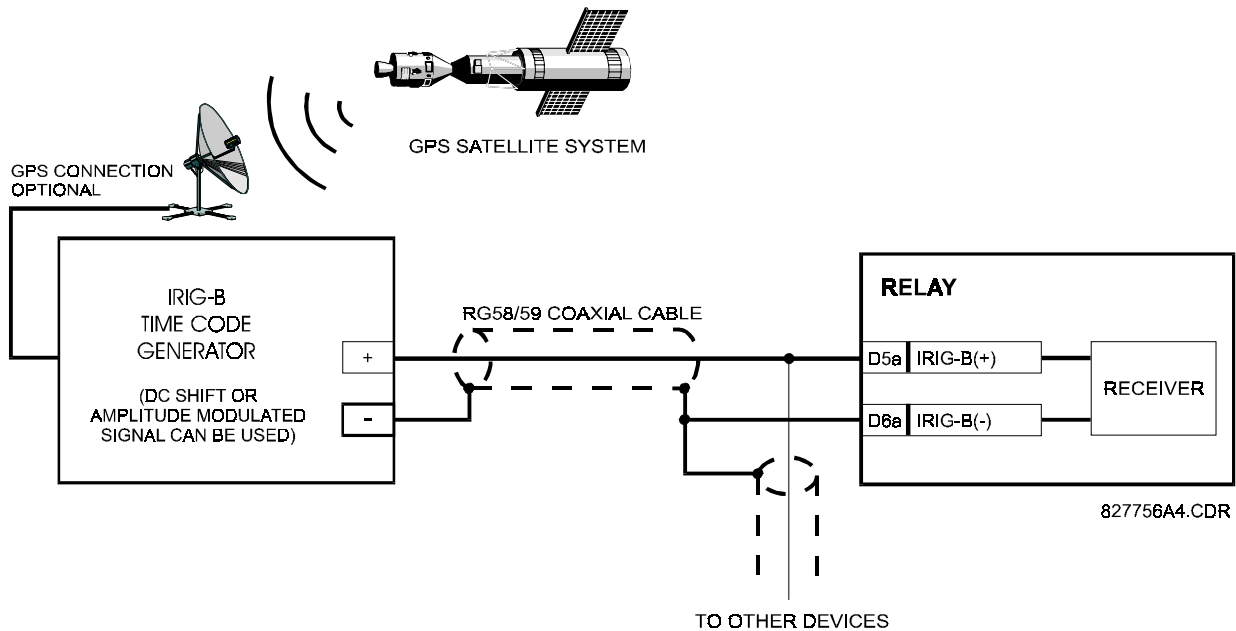 GPS SATELLITE SYSTEM
GPS CONNECTION
OPTIONAL
IRIG-B
TIME CODE
GENERATOR
(DC SHIFT OR
AMPLITUDE MODULATED
SIGNAL CAN BE USED)
+
-
RG58/59 COAXIAL CABLE
RELAY
D5a IRIG-B(+)
D6a IRIG-B(-)
RECEIVER
827756A4.CDR
TO OTHER DEVICES